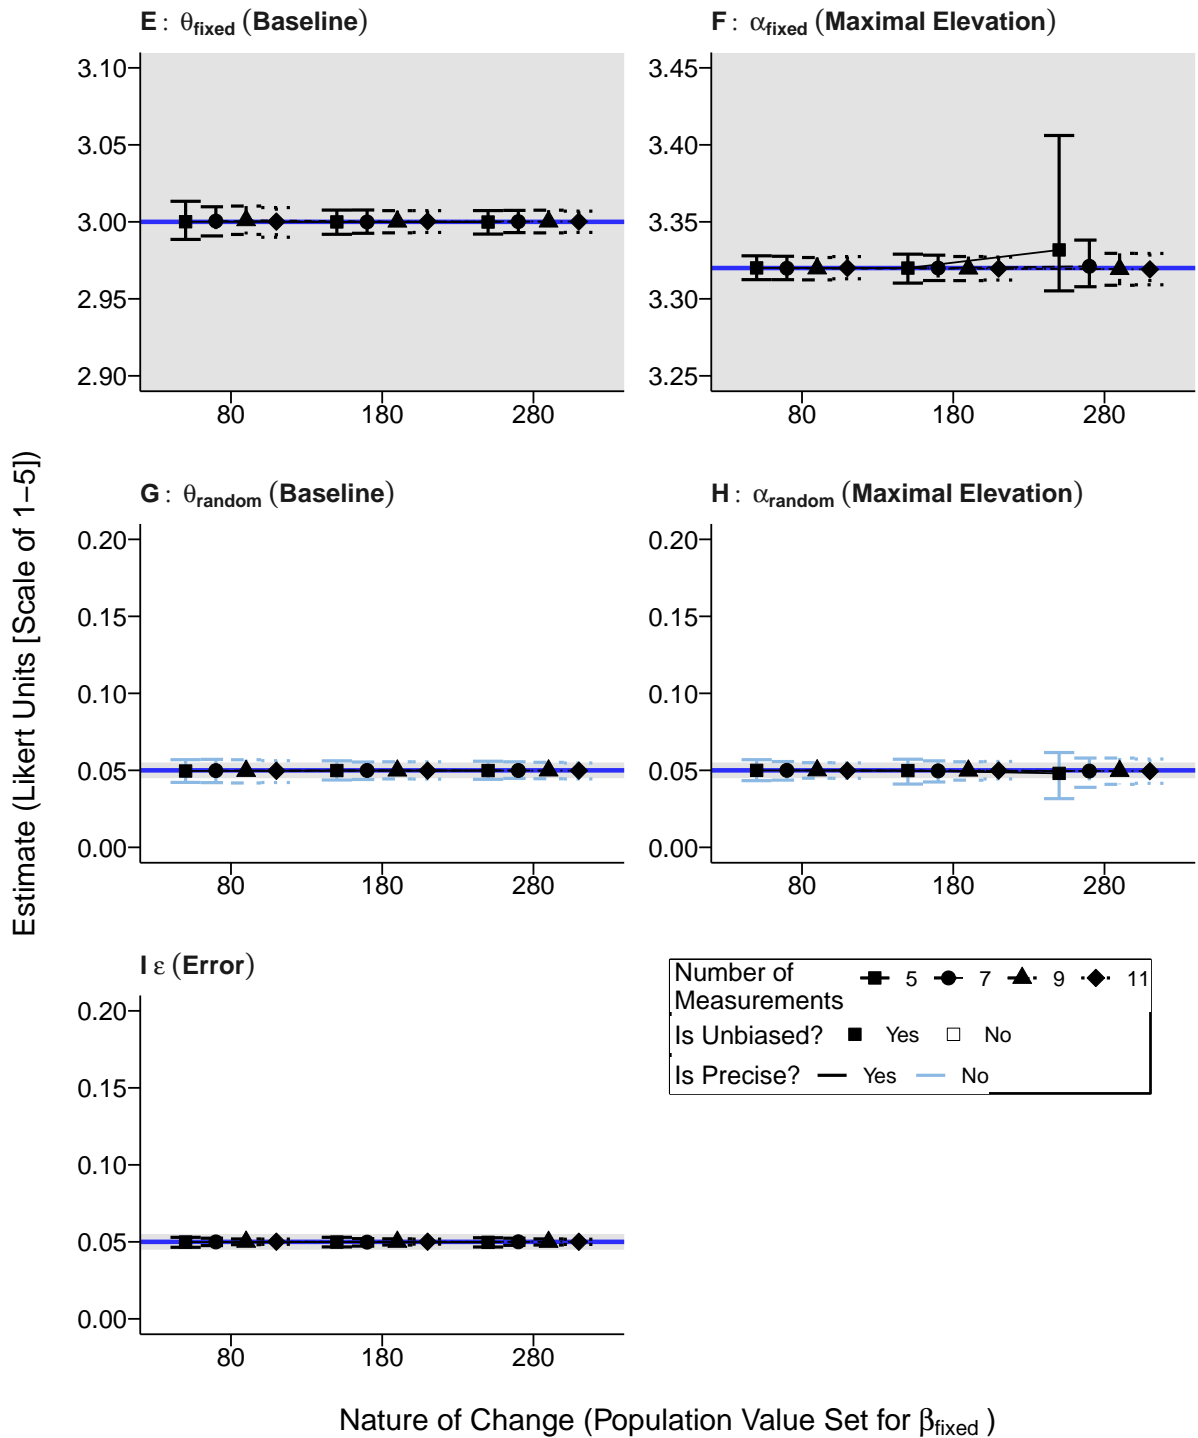 E : θfixed (Baseline)
3.10
3.05
3.00
2.95
2.90
80 180 280
F : αfixed (Maximal Elevation)
3.45
3.40
3.35
3.30
3.25
80 180 280
Estimate (Likert Units [Scale of 1–5])
G : θrandom (Baseline)
0.20
0.15
0.10
0.05
0.00
80 180 280
H : αrandom (Maximal Elevation)
0.20
0.15
0.10
0.05
0.00
80 180 280
I ε (Error)
0.20
0.15
0.10
0.05
0.00
80 180 280
Number of
Measurements 5 7 9 11
Is Unbiased? Yes No
Is Precise? Yes No
Nature of Change (Population Value Set for βfixed )